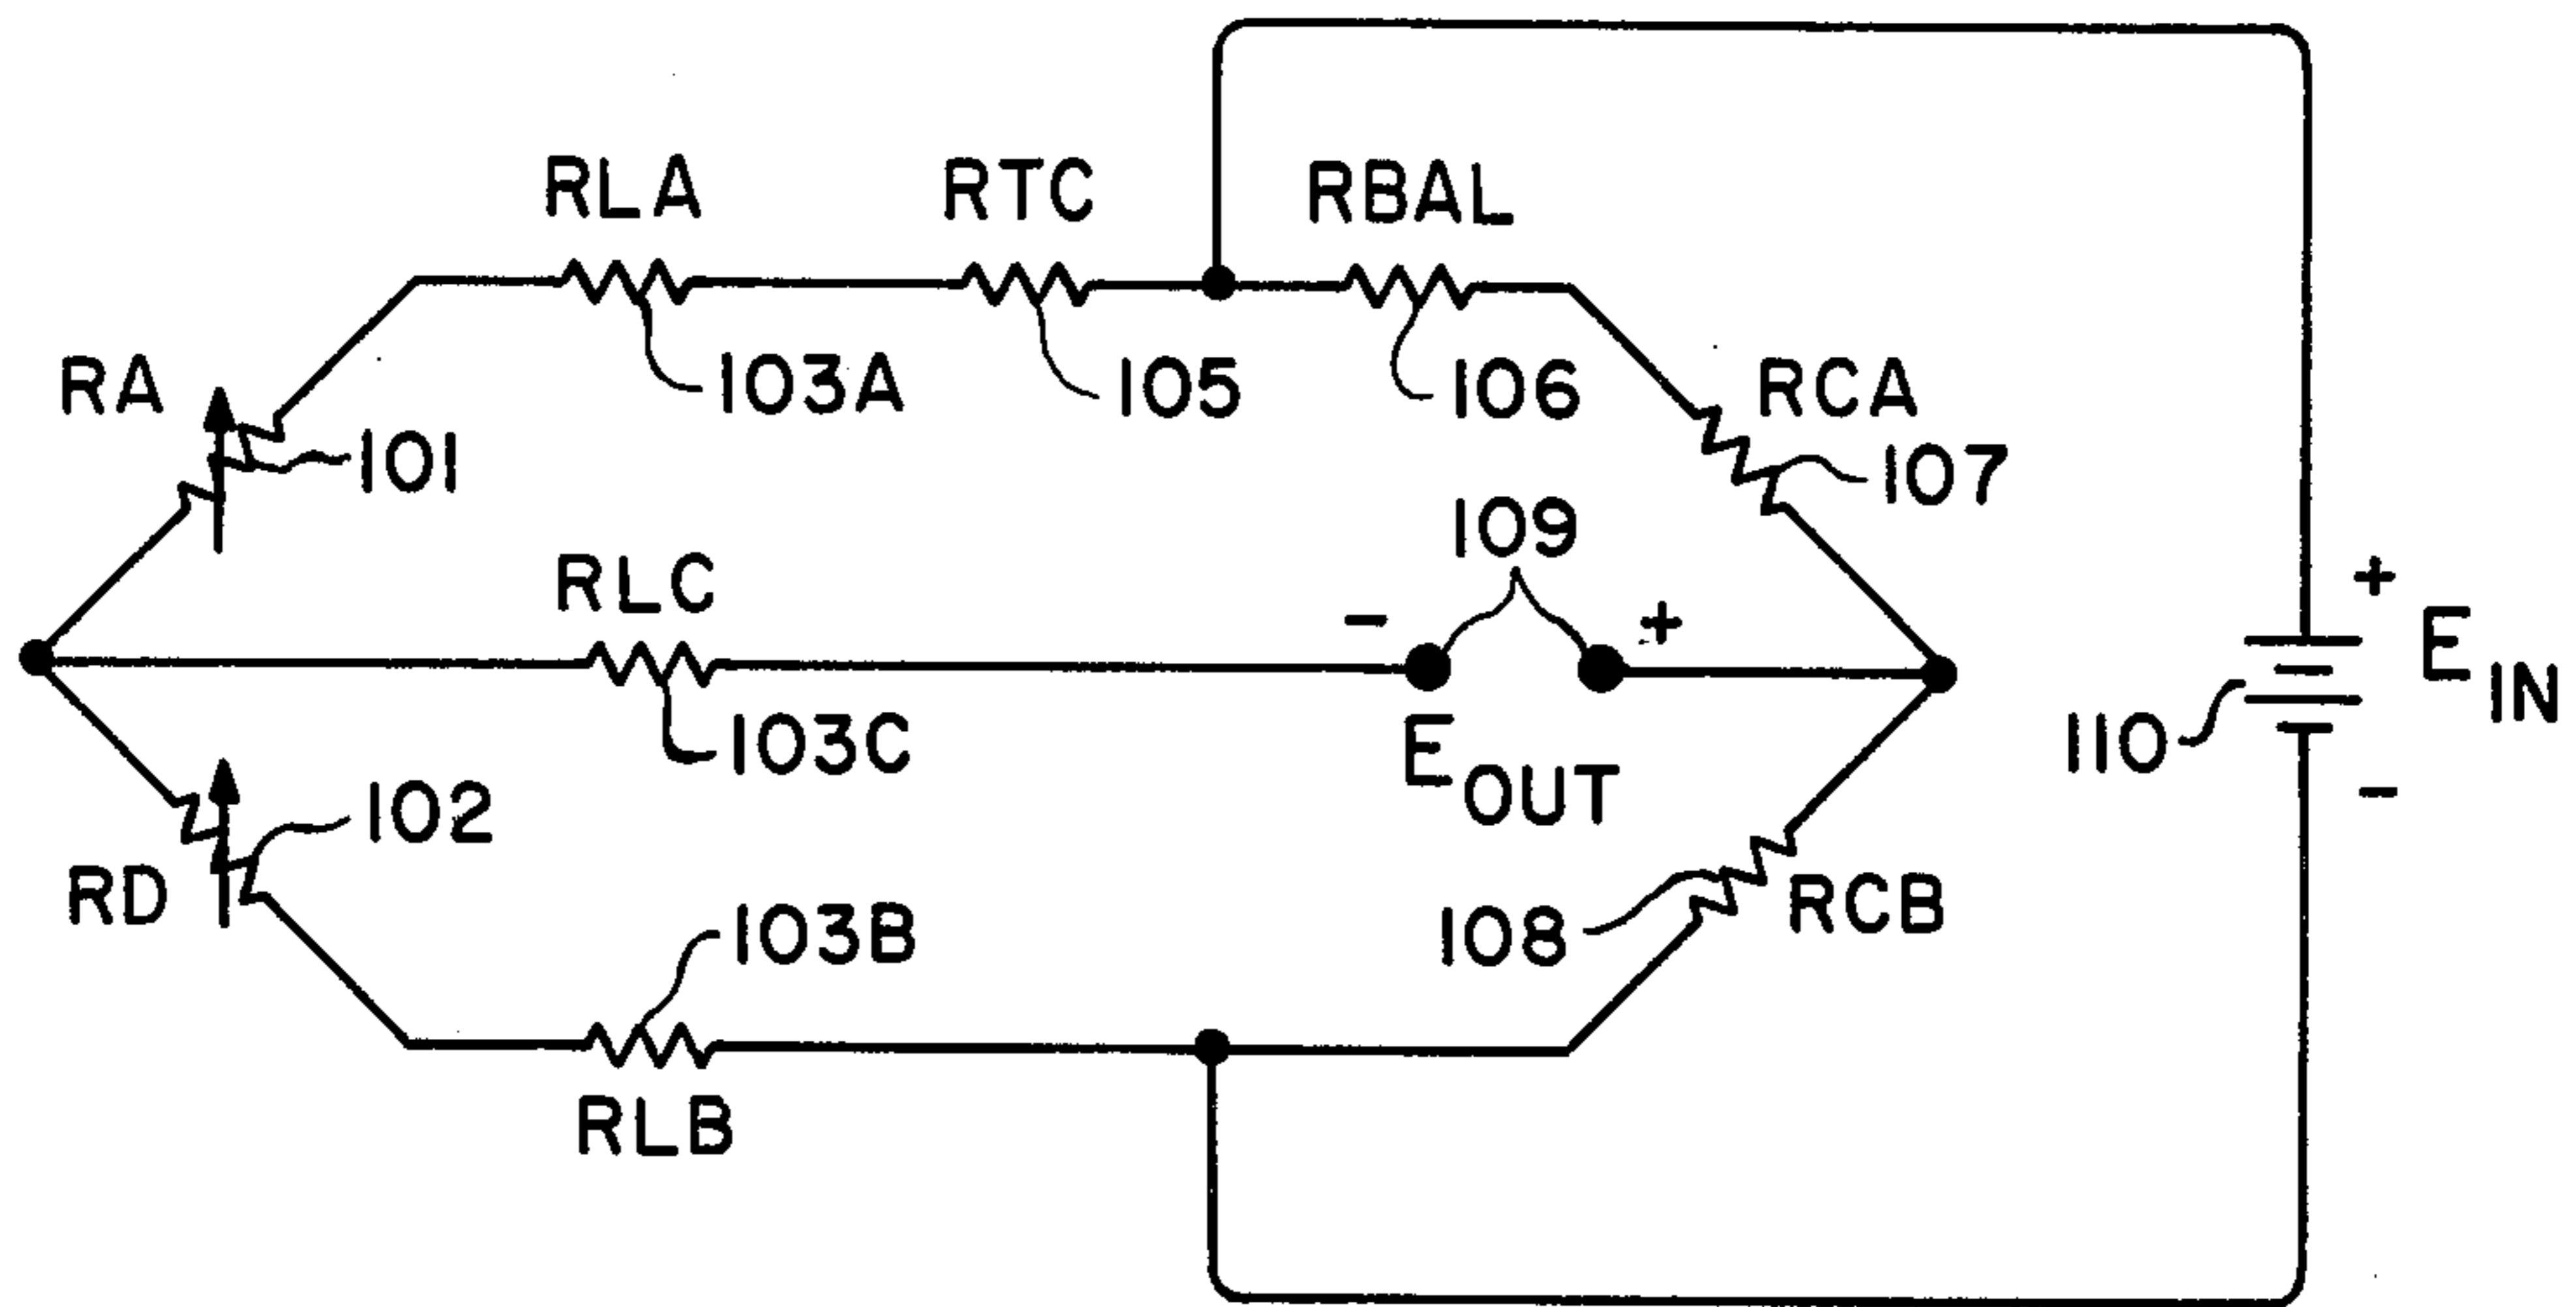 RLA
RTC
RBAL
RA
101
103A
105
106
RCA
107
109
RLC
- +
+
E IN
110
-
103C
E OUT
102
RD
103B
108
RCB
RLB